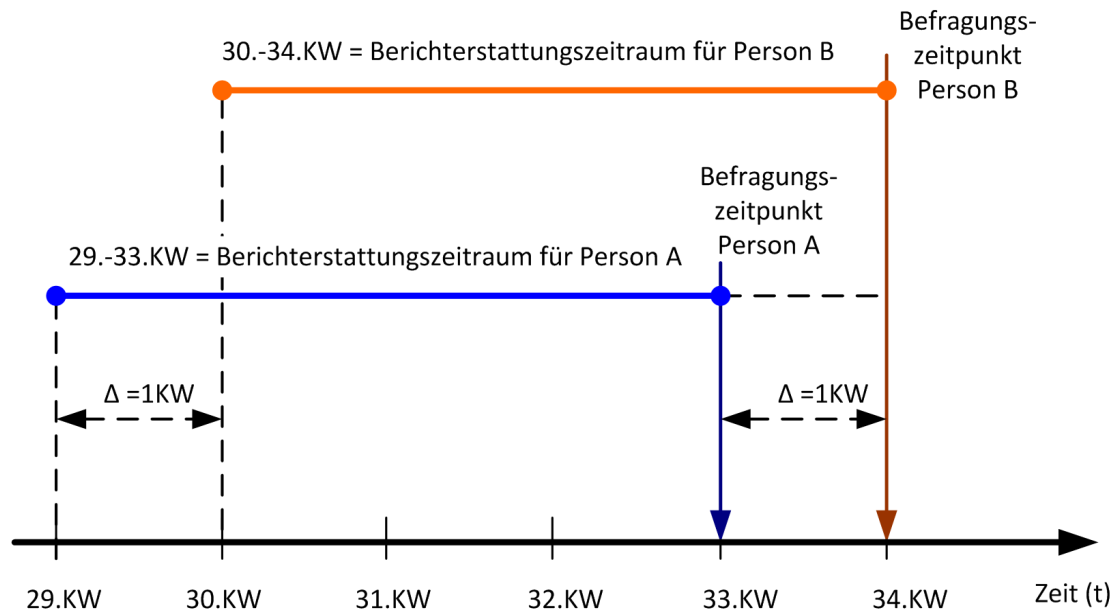 Befragungs-
zeitpunkt
Person B
30.-34.KW = Berichterstattungszeitraum für Person B
Befragungs-
zeitpunkt
Person A
29.-33.KW = Berichterstattungszeitraum für Person A
Δ =1KW
Δ =1KW
29.KW
30.KW
31.KW
32.KW
33.KW
34.KW
Zeit (t)